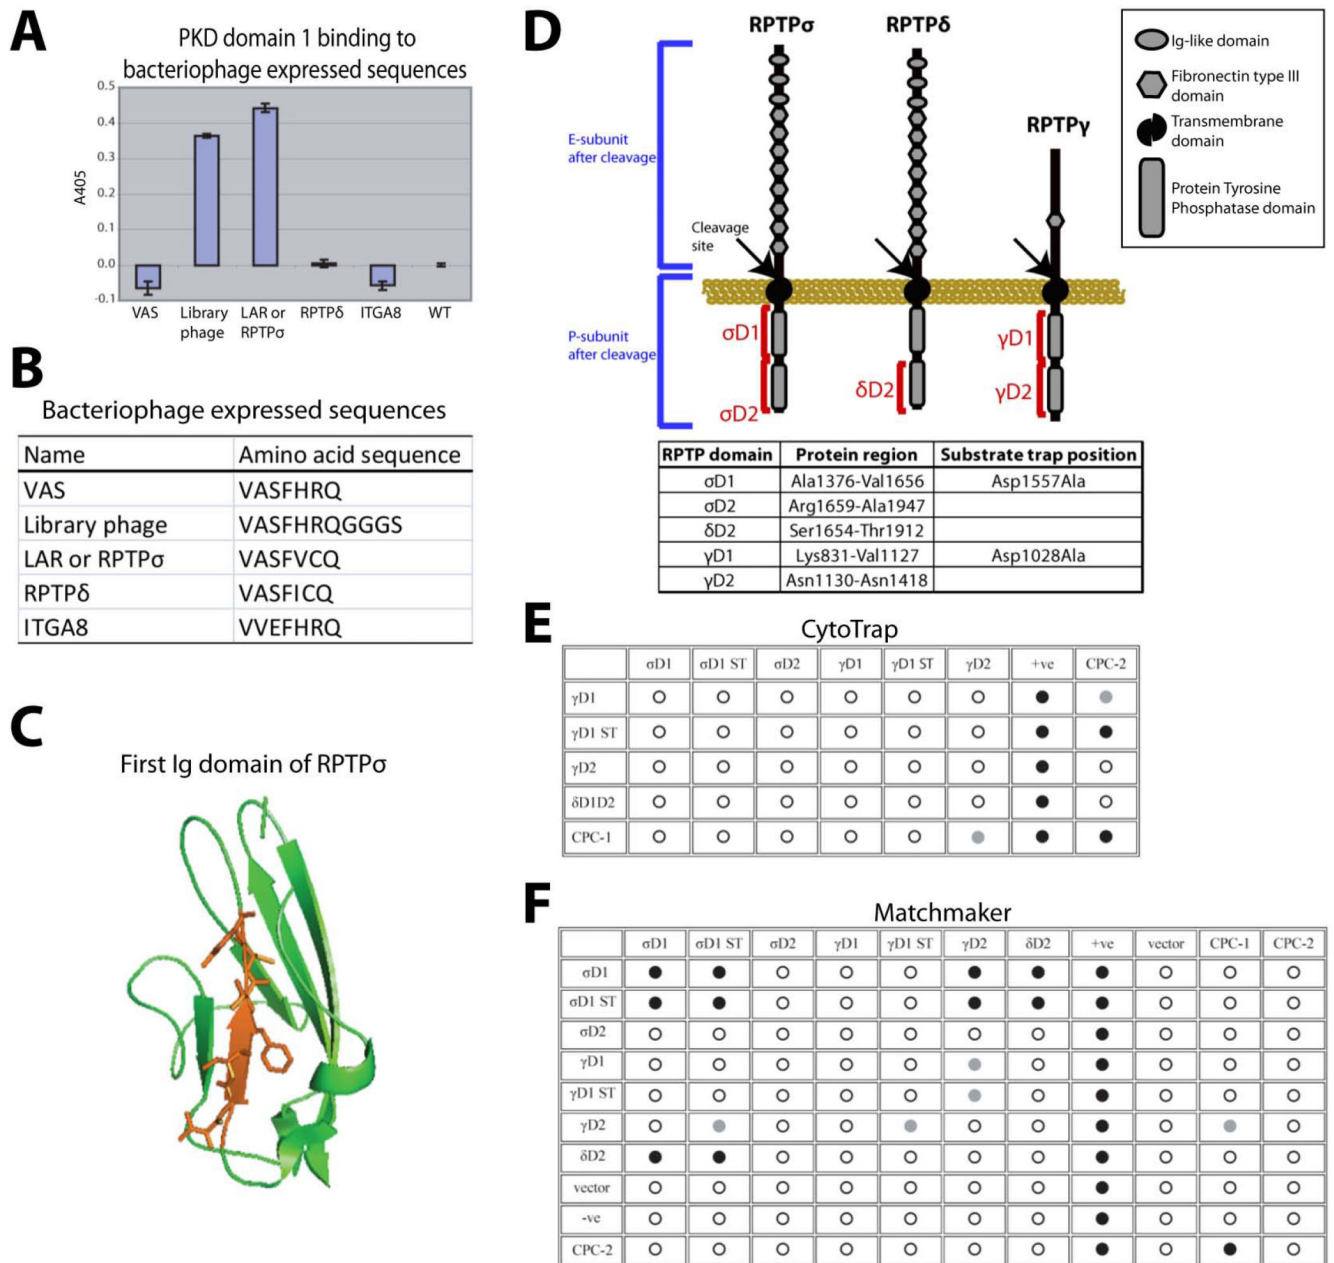 A
PKD domain 1 binding to
bacteriophage expressed sequences
A405
0.5
0.4
0.3
0.2
0.1
0.0
-0.1
VAS Library phage LAR or RPTPσ RPTPδ ITGA8 WT
B
Bacteriophage expressed sequences
Name Amino acid sequence
VAS VASFHRQ
Library phage VASFHRQGGGS
LAR or RPTPσ VASFVCQ
RPTPδ VASFICQ
ITGA8 VVEFHRQ
C
First Ig domain of RPTPσ
D
RPTPσ RPTPδ
RPTPγ
E-subunit
after cleavage
Cleavage
site
P-subunit
after cleavage
σD1
σD2
δD2
γD1
γD2
Ig-like domain
Fibronectin type III
domain
Transmembrane
domain
Protein Tyrosine
Phosphatase domain
RPTP domain Protein region Substrate trap position
σD1 Ala1376-Val1656 Asp1557Ala
σD2 Arg1659-Ala1947
δD2 Ser1654-Thr1912
γD1 Lys831-Val1127 Asp1028Ala
γD2 Asn1130-Asn1418
E
CytoTrap
σD1 σD1 ST σD2 γD1 γD1 ST γD2 +ve CPC-2
γD1
γD1 ST
γD2
δD1D2
CPC-1
F
Matchmaker
σD1 σD1 ST σD2 γD1 γD1 ST γD2 δD2 +ve vector CPC-1 CPC-2
σD1
σD1 ST
σD2
γD1
γD1 ST
γD2
δD2
vector
-ve
CPC-2